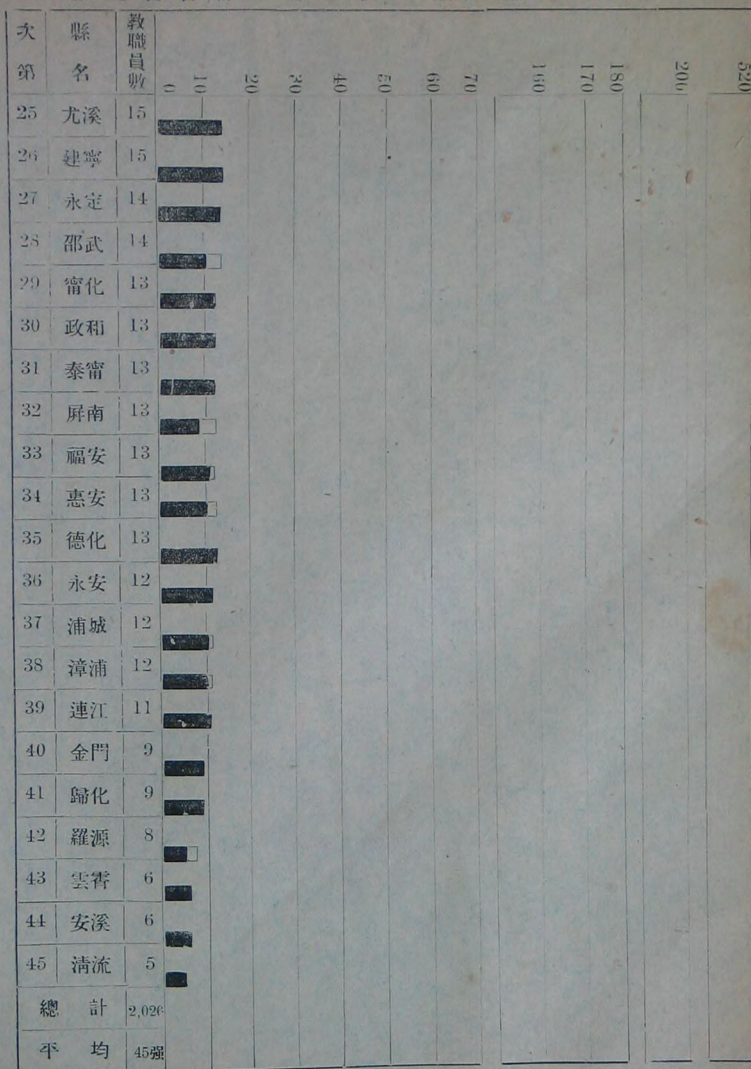 次第 縣名 教職員數 0 10 20 30 40 50 60 70 160 170 180 200 520
25 尤溪 15
26 建寧 15
27 永定 14
28 邵武 14
29 甯化 13
30 政和 13
31 泰甯 13
32 屏南 13
33 福安 13
34 惠安 13
35 德化 13
36 永安 12
37 浦城 12
38 漳浦 12
39 連江 11
40 金門 9
41 歸化 9
42 羅源 8
43 雲霄 6
44 安溪 6
45 清流 5
總計 2,026
平均 45强